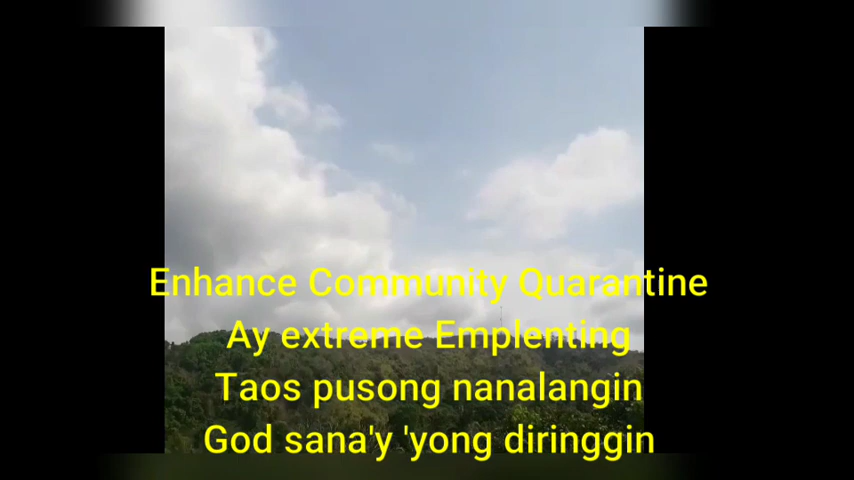 Enhance Community Quarantine
Ay extreme Emplenting
Taos pusong nanalangin
God sana'y 'yong diringgin